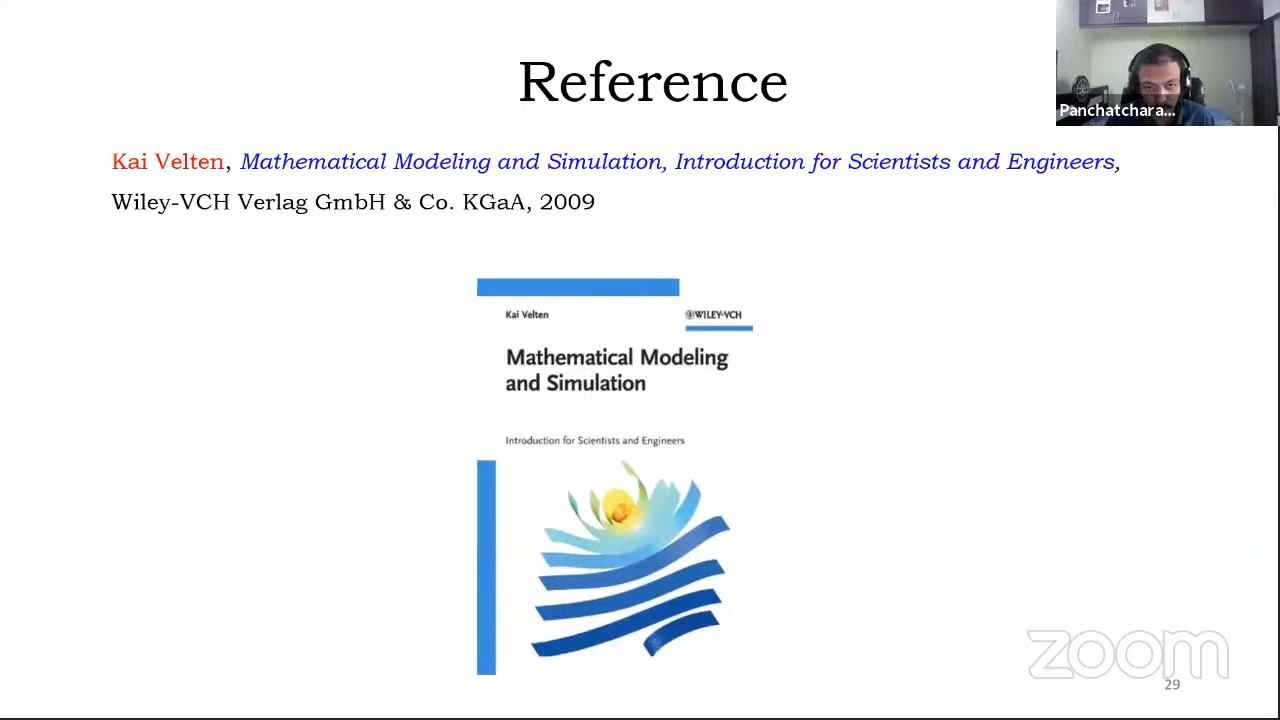 Reference
Panchatchara...
Kai Velten, Mathematical Modeling and Simulation, Introduction for Scientists and Engineers,
Wiley-VCH Verlag GmbH & Co. KGaA, 2009
Kai Velten
WILEY-VCH
Mathematical Modeling
and Simulation
Introduction for Scientists and Engineers
zoom
29